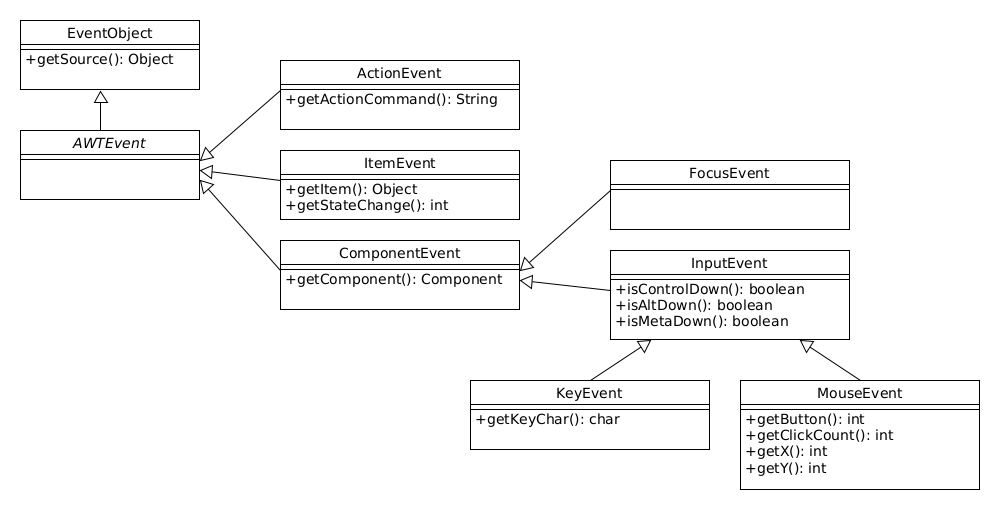 EventObject
+getSource(): Object
AWTEvent
ActionEvent
+getActionCommand(): String
ItemEvent
+getItem(): Object
+getStateChange(): int
ComponentEvent
+getComponent(): Component
FocusEvent
InputEvent
+isControlDown(): boolean
+isAltDown(): boolean
+isMetaDown(): boolean
KeyEvent
+getKeyChar(): char
MouseEvent
+getButton(): int
+getClickCount(): int
+getX(): int
+getY(): int